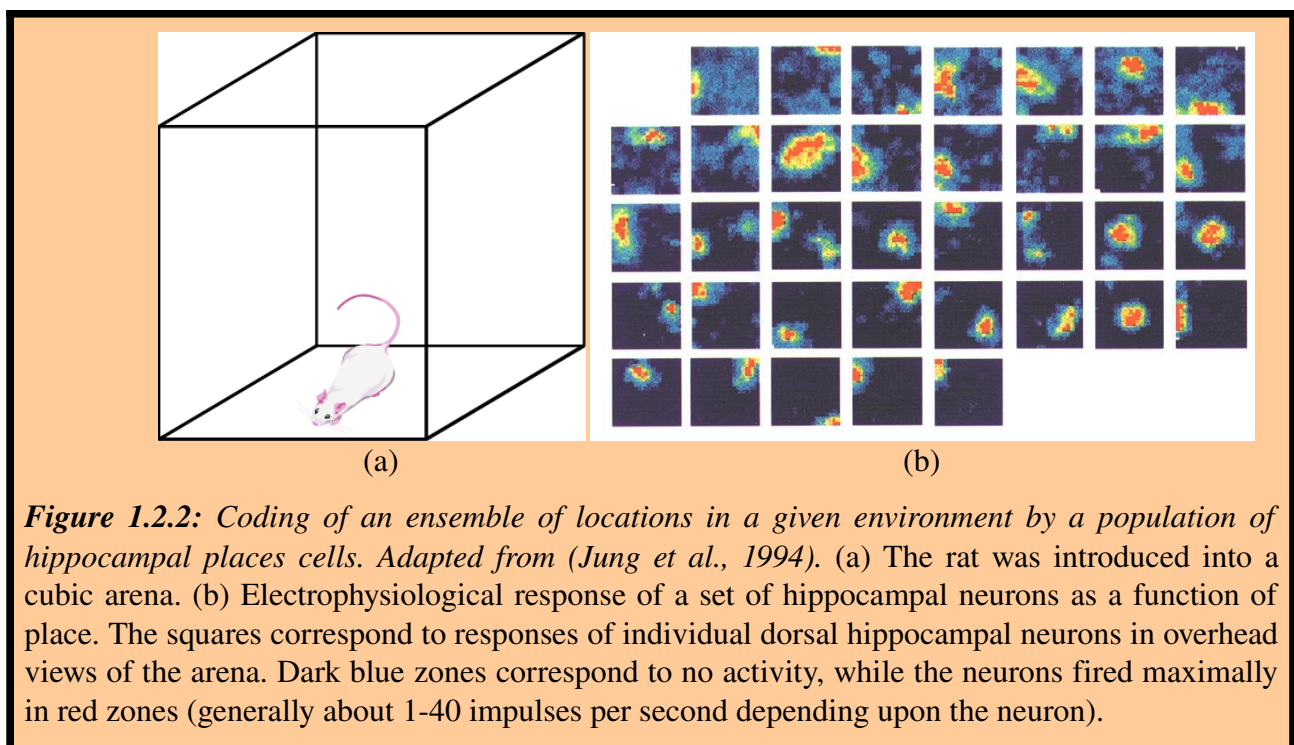 (a) (b)
Figure 1.2.2: Coding of an ensemble of locations in a given environment by a population of
hippocampal places cells. Adapted from (Jung et al., 1994). (a) The rat was introduced into a
cubic arena. (b) Electrophysiological response of a set of hippocampal neurons as a function of
place. The squares correspond to responses of individual dorsal hippocampal neurons in overhead
views of the arena. Dark blue zones correspond to no activity, while the neurons fired maximally
in red zones (generally about 1-40 impulses per second depending upon the neuron).